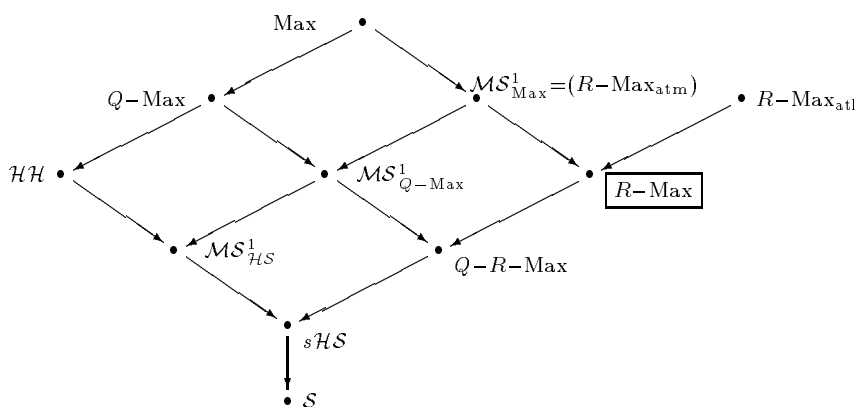 Max
Q−Max
𝓜𝓢¹_Max=(R−Max_atm)
R−Max_atl
𝓗𝓗
𝓜𝓢¹_Q−Max
R−Max
𝓜𝓢¹_𝓗𝓢
Q−R−Max
s𝓗𝓢
𝓢